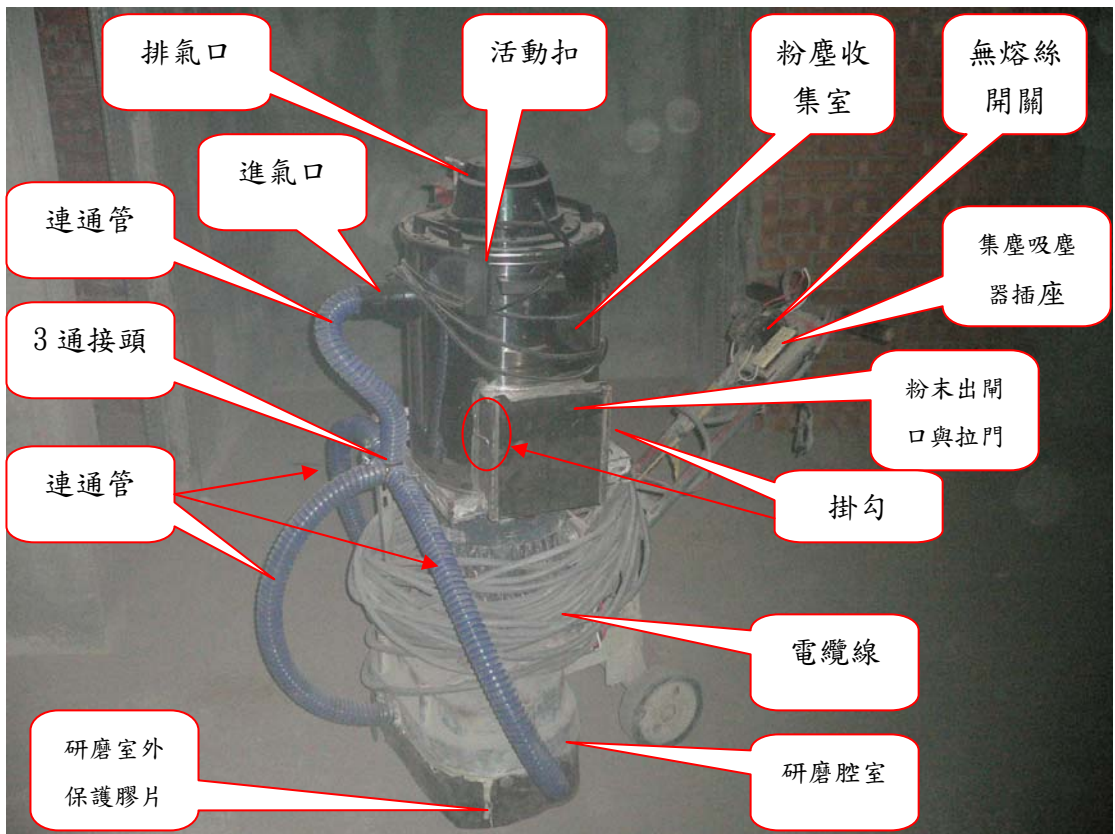 排氣口
活動扣
粉塵收
集室
無熔絲
開關
進氣口
連通管
集塵吸塵
器插座
3通接頭
粉末出閘
口與拉門
連通管
掛勾
電纜線
研磨室外
保護膠片
研磨腔室